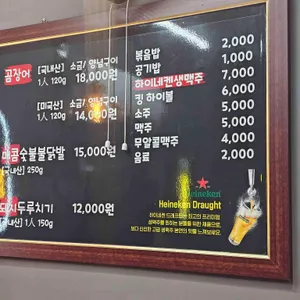 곰장어 [국내산] 소금/양념구이
1人 120g 18,000원
[미국산] 소금/양념구이
1人 120g 14,000원
매콤숯불불닭발 15,000원
[국내산] 250g
돼지두루치기 12,000원
[국내산] 1人 150g
볶음밥 2,000
공기밥 1,000
하이네켄생맥주 7,000
킹 하이볼 6,000
소주 5,000
맥주 5,000
무알콜맥주 4,000
음료 2,000
Heineken
Heineken Draught